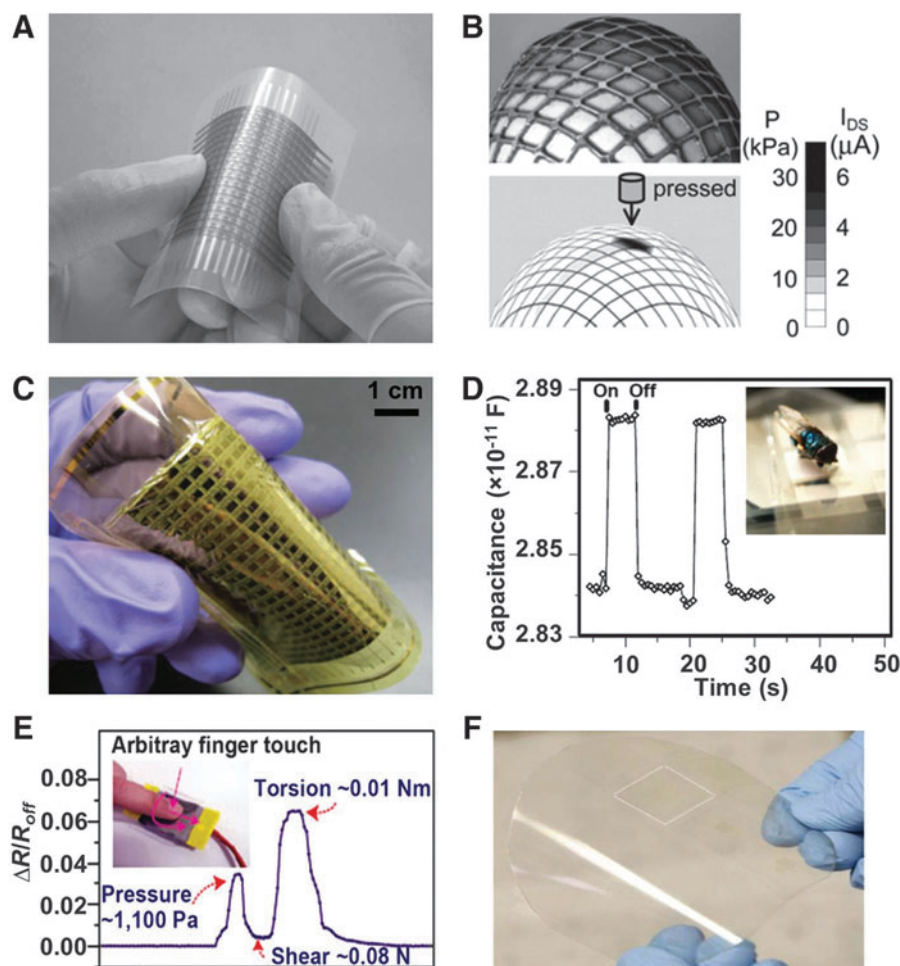 A
B
P
(kPa)
I_DS
(μA)
30
20
10
0
6
4
2
0
pressed
C
1 cm
D
Capacitance (×10⁻¹¹ F)
2.89
2.87
2.85
2.83
On
Off
10
20
30
40
50
Time (s)
E
Arbitray finger touch
ΔR/R_off
0.08
0.06
0.04
0.02
0.00
Torsion ~0.01 Nm
Pressure
~1,100 Pa
Shear ~0.08 N
F